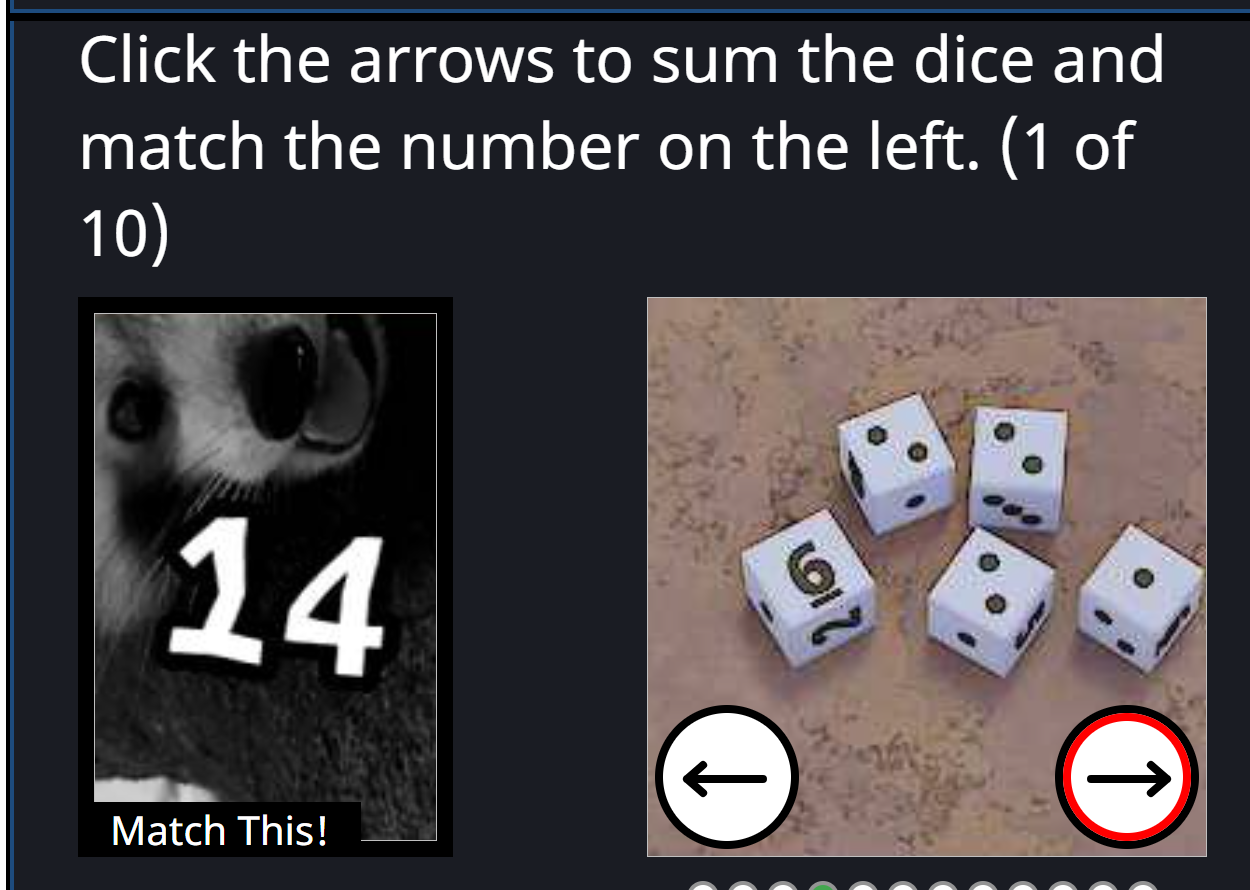 Click the arrows to sum the dice and
match the number on the left. (1 of
10)
14
6
2
Match This!